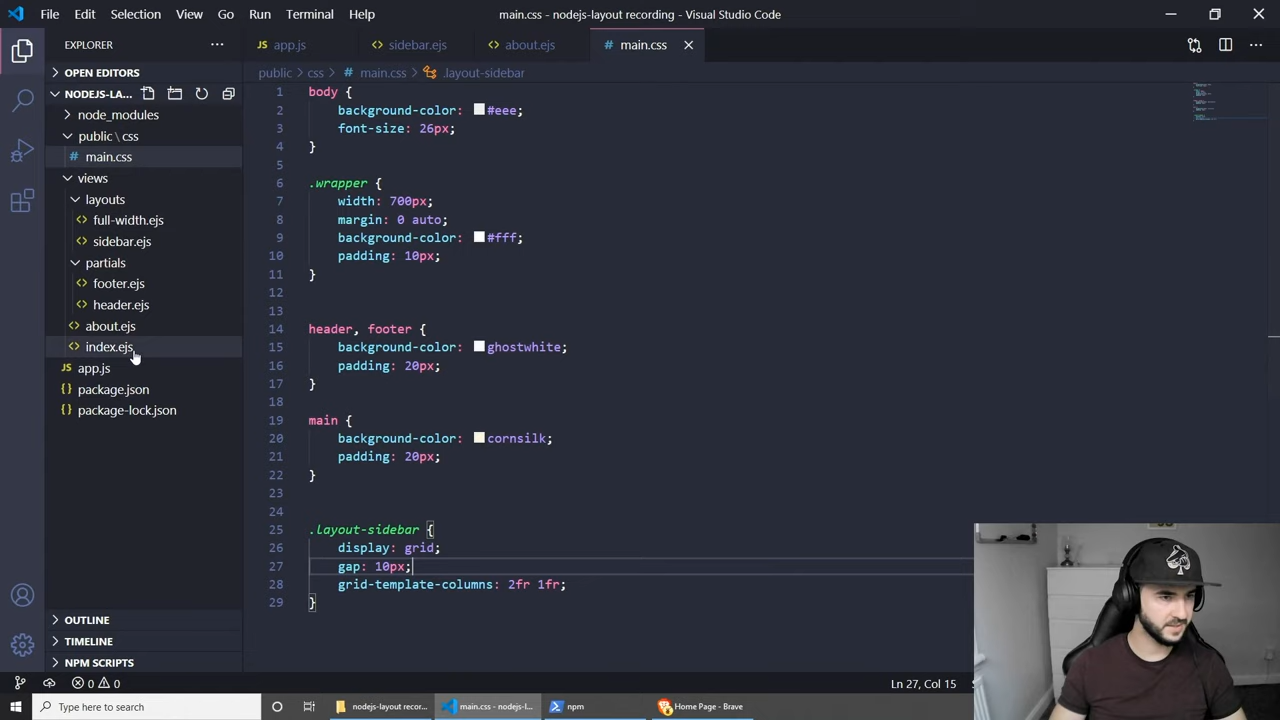 File Edit Selection View Go Run Terminal Help
main.css - nodejs-layout recording - Visual Studio Code
EXPLORER
OPEN EDITORS
NODEJS-LA...
node_modules
public \ css
# main.css
views
layouts
<> full-width.ejs
<> sidebar.ejs
partials
<> footer.ejs
<> header.ejs
<> about.ejs
<> index.ejs
JS app.js
{} package.json
{} package-lock.json
OUTLINE
TIMELINE
NPM SCRIPTS
JS app.js <> sidebar.ejs <> about.ejs # main.css
public > css > # main.css > .layout-sidebar
1 body {
2 background-color: #eee;
3 font-size: 26px;
4 }
5
6 .wrapper {
7 width: 700px;
8 margin: 0 auto;
9 background-color: #fff;
10 padding: 10px;
11 }
12
13
14 header, footer {
15 background-color: ghostwhite;
16 padding: 20px;
17 }
18
19 main {
20 background-color: cornsilk;
21 padding: 20px;
22 }
23
24
25 .layout-sidebar {
26 display: grid;
27 gap: 10px;
28 grid-template-columns: 2fr 1fr;
29 }
0 0 Ln 27, Col 15
Type here to search nodejs-layout recor... main.css - nodejs-l... npm Home Page - Brave